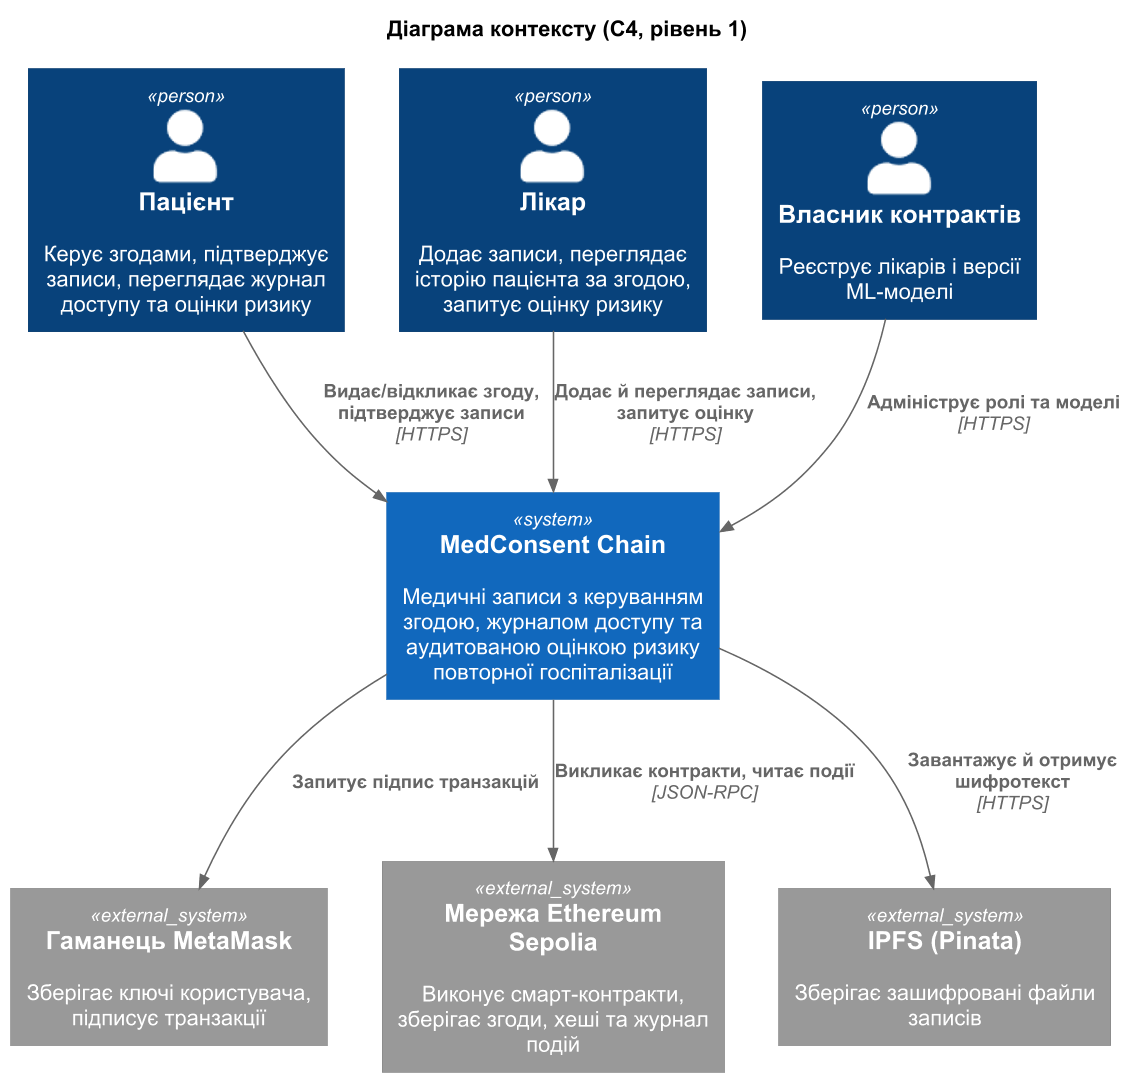 Діаграма контексту (C4, рівень 1)
«person»
Пацієнт
Керує згодами, підтверджує
записи, переглядає журнал
доступу та оцінки ризику
«person»
Лікар
Додає записи, переглядає
історію пацієнта за згодою,
запитує оцінку ризику
«person»
Власник контрактів
Реєструє лікарів і версії
ML-моделі
Видає/відкликає згоду,
підтверджує записи
[HTTPS]
Додає й переглядає записи,
запитує оцінку
[HTTPS]
Адмініструє ролі та моделі
[HTTPS]
«system»
MedConsent Chain
Медичні записи з керуванням
згодою, журналом доступу та
аудитованою оцінкою ризику
повторної госпіталізації
Запитує підпис транзакцій
Викликає контракти, читає події
[JSON-RPC]
Завантажує й отримує
шифротекст
[HTTPS]
«external_system»
Гаманець MetaMask
Зберігає ключі користувача,
підписує транзакції
«external_system»
Мережа Ethereum
Sepolia
Виконує смарт-контракти,
зберігає згоди, хеші та журнал
подій
«external_system»
IPFS (Pinata)
Зберігає зашифровані файли
записів